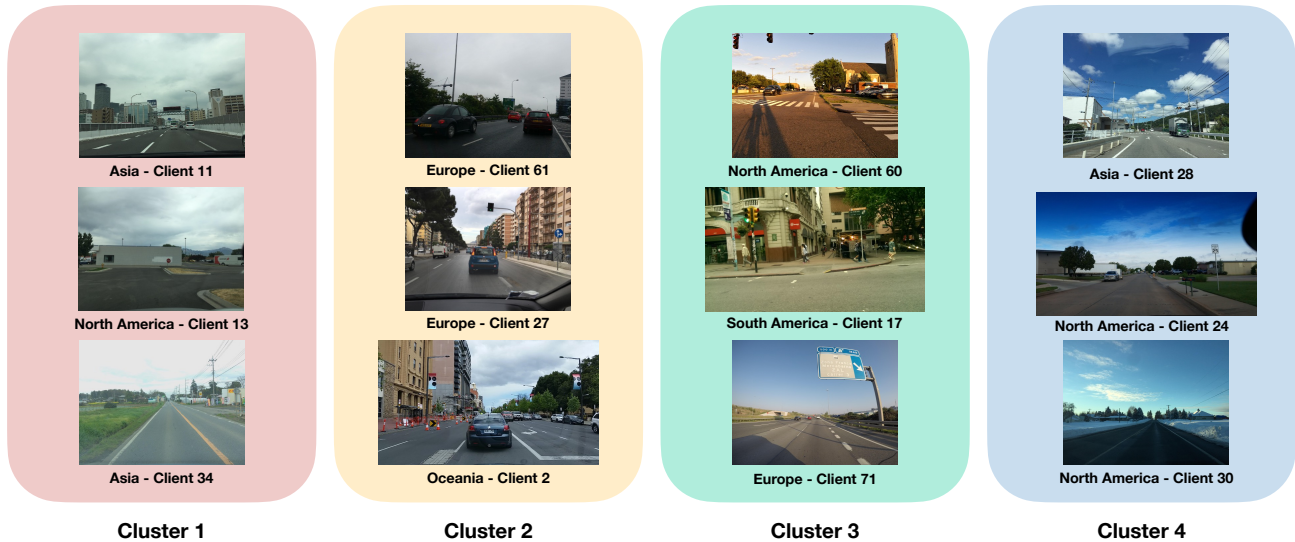 Asia - Client 11
North America - Client 13
Asia - Client 34
Cluster 1
Europe - Client 61
Europe - Client 27
Oceania - Client 2
Cluster 2
North America - Client 60
South America - Client 17
Europe - Client 71
Cluster 3
Asia - Client 28
North America - Client 24
North America - Client 30
Cluster 4